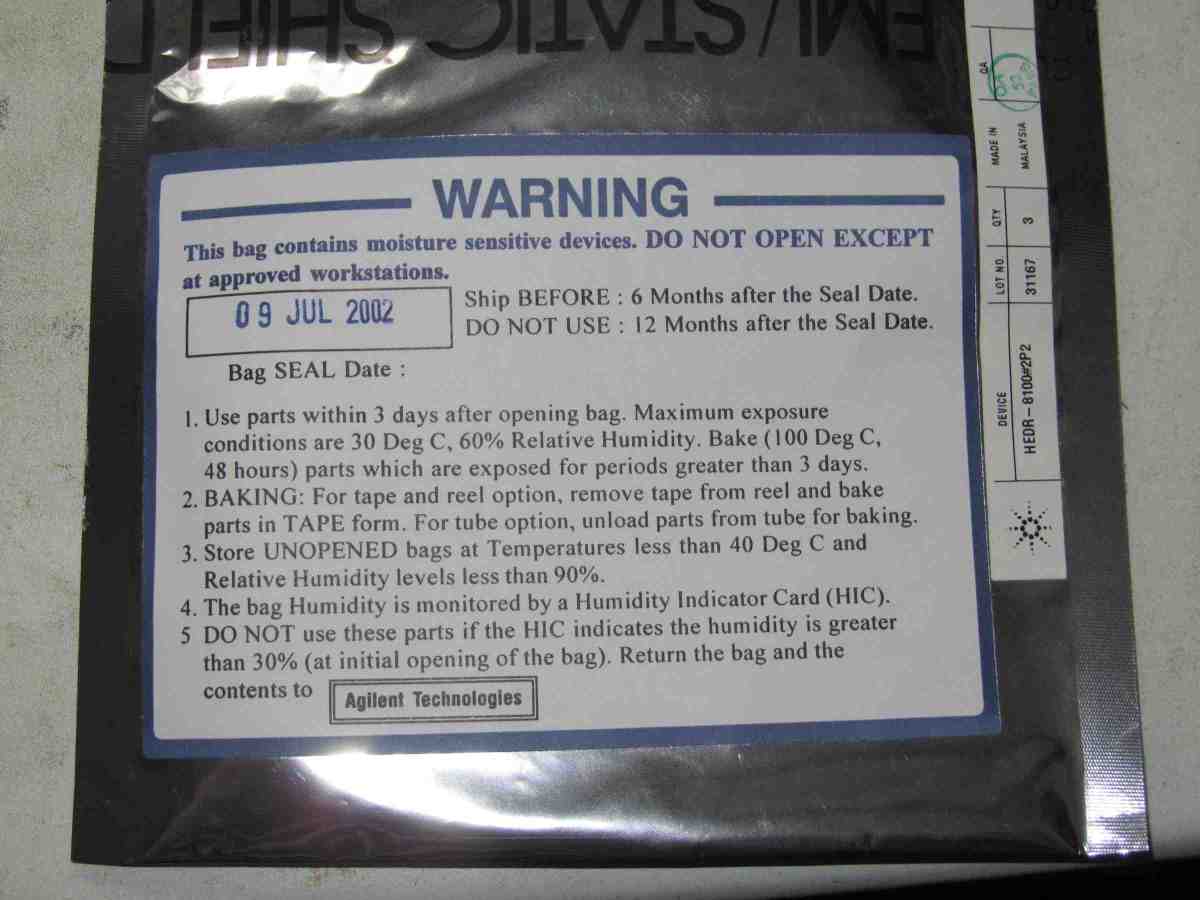 EMI/STATIC SHIELD
WARNING
This bag contains moisture sensitive devices. DO NOT OPEN EXCEPT
at approved workstations.
09 JUL 2002
Ship BEFORE : 6 Months after the Seal Date.
DO NOT USE : 12 Months after the Seal Date.
Bag SEAL Date :
1. Use parts within 3 days after opening bag. Maximum exposure
conditions are 30 Deg C, 60% Relative Humidity. Bake (100 Deg C,
48 hours) parts which are exposed for periods greater than 3 days.
2. BAKING: For tape and reel option, remove tape from reel and bake
parts in TAPE form. For tube option, unload parts from tube for baking.
3. Store UNOPENED bags at Temperatures less than 40 Deg C and
Relative Humidity levels less than 90%.
4. The bag Humidity is monitored by a Humidity Indicator Card (HIC).
5 DO NOT use these parts if the HIC indicates the humidity is greater
than 30% (at initial opening of the bag). Return the bag and the
contents to Agilent Technologies
DEVICE LOT NO. QTY MADE IN QA
HEDR-8100#2P2 31167 3 MALAYSIA